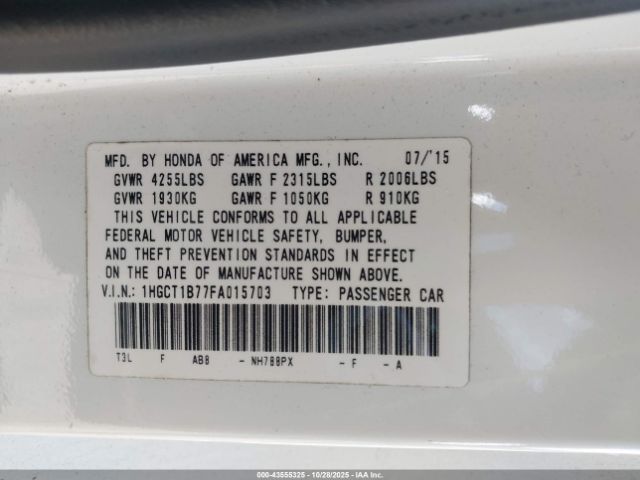 MFD. BY HONDA OF AMERICA MFG., INC. 07/'15
GVWR 4255LBS GAWR F 2315LBS R 2006LBS
GVWR 1930KG GAWR F 1050KG R 910KG
THIS VEHICLE CONFORMS TO ALL APPLICABLE
FEDERAL MOTOR VEHICLE SAFETY, BUMPER,
AND THEFT PREVENTION STANDARDS IN EFFECT
ON THE DATE OF MANUFACTURE SHOWN ABOVE.
V.I.N.: 1HGCT1B77FA015703 TYPE: PASSENGER CAR
T3L F AB8 - NH788PX - F - A
000-43555325 | 10/28/2025 | IAA, Inc.